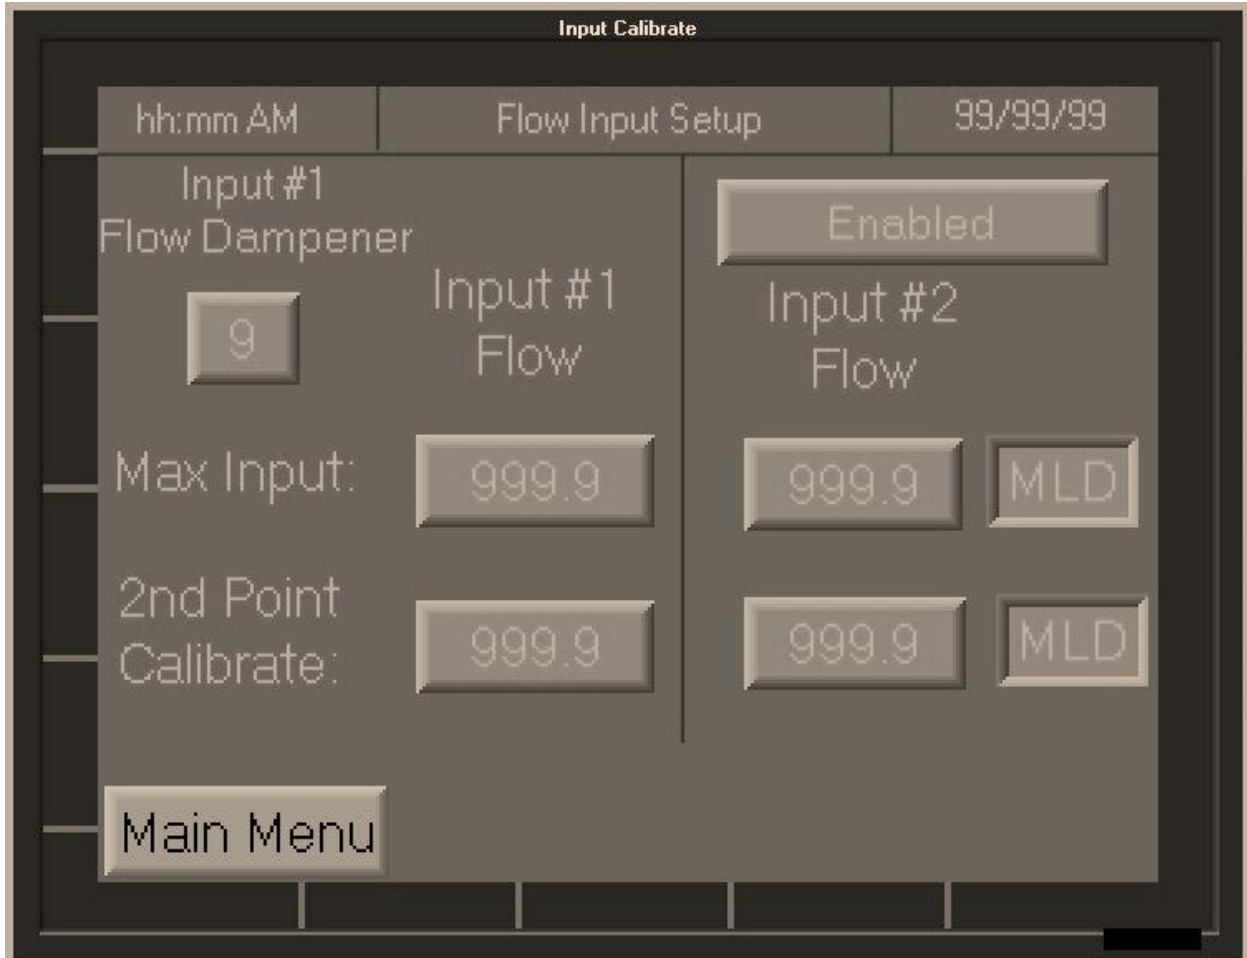 Input Calibrate
hh:mm AM Flow Input Setup 99/99/99
Input #1
Flow Dampener
9
Input #1
Flow
Enabled
Input #2
Flow
Max Input: 999.9 999.9 MLD
2nd Point
Calibrate: 999.9 999.9 MLD
Main Menu